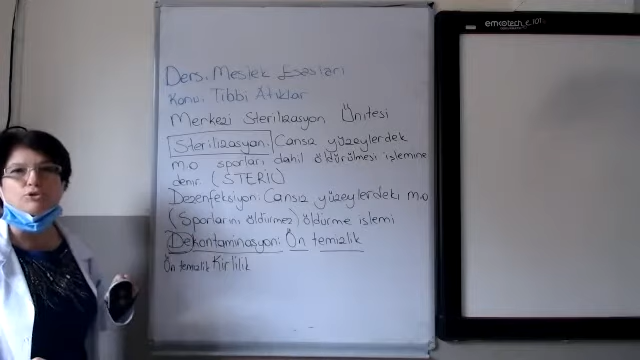 Ders: Meslek Esasları
Konu: Tıbbi Atıklar
Merkezi Sterilizasyon Ünitesi
Sterilizasyon: Cansız yüzeylerdek
m.o sporları dahil öldürülmesi işlemine
denir. (STERIL)
Dezenfeksiyon: Cansız yüzeylerdeki m.o
(Sporlarını öldürmez) öldürme işlemi
Dekontaminasyon: Ön temizlik
Ön temizlik Kirlilik
emkotech